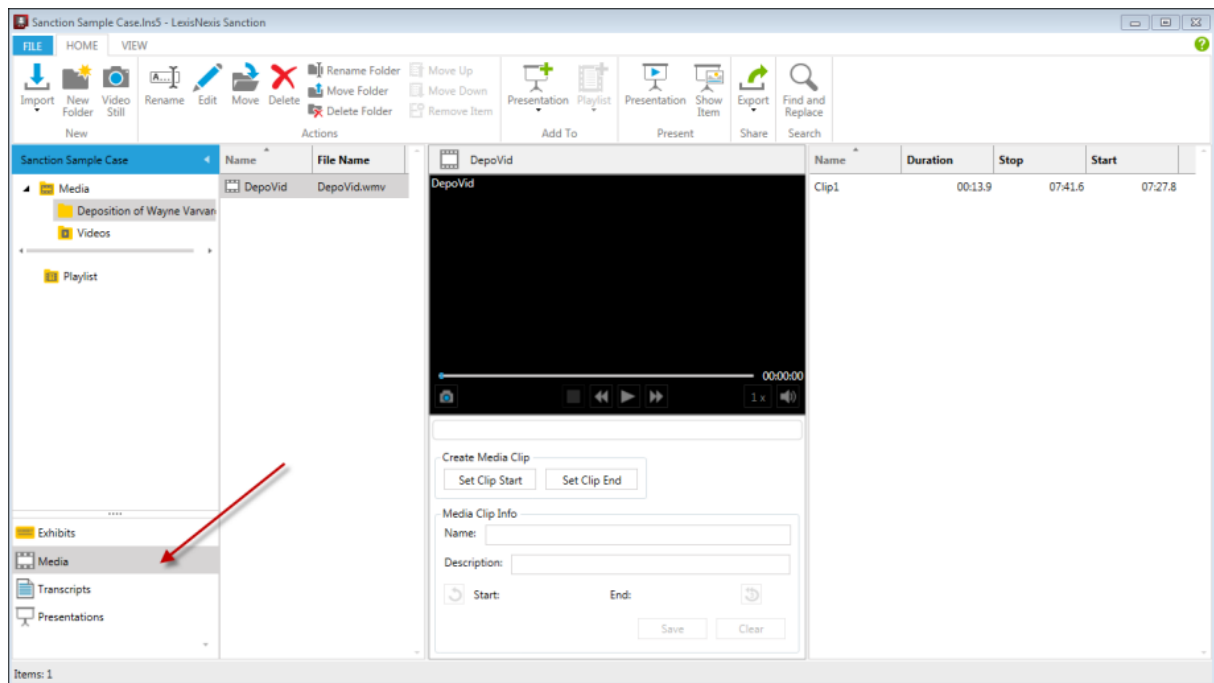 Sanction Sample Case.lns5 - LexisNexis Sanction
FILE HOME VIEW
Import
New Folder
Video Still
New
Rename
Edit
Move
Delete
Rename Folder
Move Folder
Delete Folder
Move Up
Move Down
Remove Item
Actions
Presentation
Playlist
Add To
Presentation
Show Item
Present
Export
Share
Find and Replace
Search
Sanction Sample Case
Media
Deposition of Wayne Varvar
Videos
Playlist
Exhibits
Media
Transcripts
Presentations
Name File Name
DepoVid DepoVid.wmv
DepoVid
DepoVid
00:00:00
1 x
Create Media Clip
Set Clip Start Set Clip End
Media Clip Info
Name:
Description:
Start: End:
Save Clear
Name Duration Stop Start
Clip1 00:13.9 07:41.6 07:27.8
Items: 1